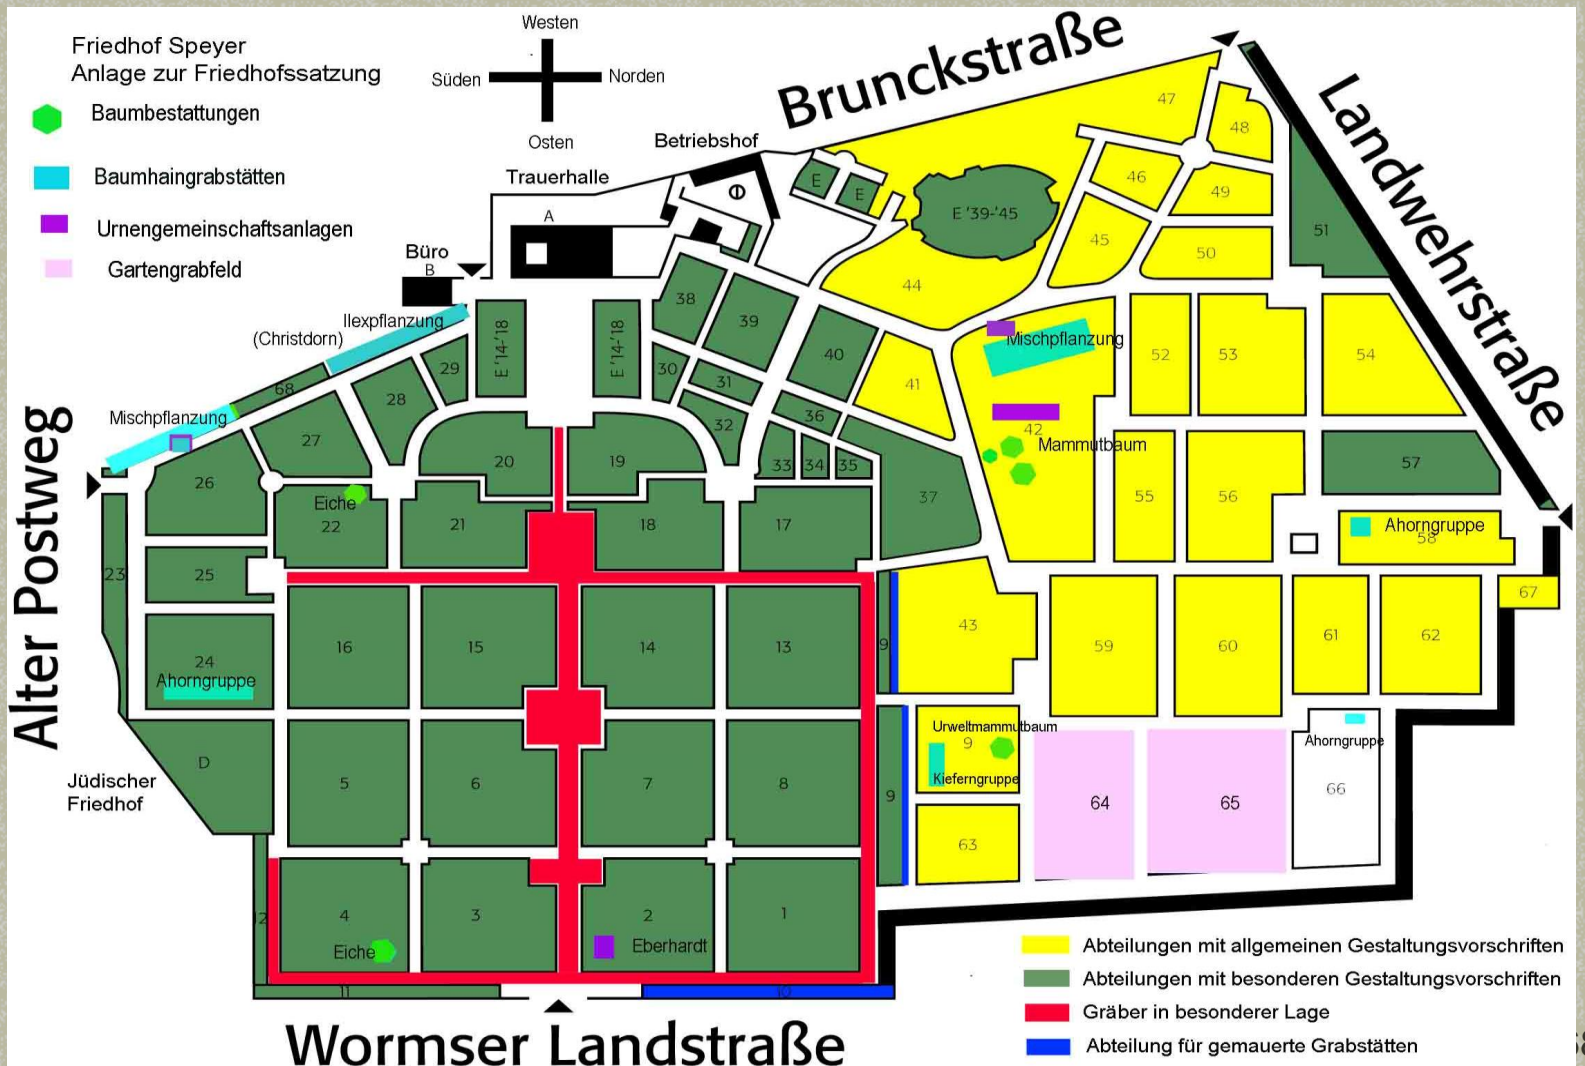 Friedhof Speyer
Anlage zur Friedhofssatzung
Baumbestattungen
Baumhaingrabstätten
Urnengemeinschaftsanlagen
Gartengrabfeld
Westen
Süden
Norden
Osten
Brunckstraße
Landwehrstraße
Betriebshof
Trauerhalle
A
Büro
B
Ilexpflanzung
(Christdorn)
68
Mischpflanzung
Alter Postweg
E
E
E '39-'45
47
48
46
49
45
50
51
44
38
39
40
41
E '14-'18
E '14-'18
29
28
30
31
32
36
33
34
35
37
27
26
20
19
Mischpflanzung
42
Mammutbaum
52
53
54
55
56
57
Ahorngruppe
58
Eiche
22
21
18
17
23
25
24
Ahorngruppe
16
15
14
13
9
43
59
60
61
62
67
D
Jüdischer
Friedhof
5
6
7
8
9
Urweltmammutbaum
9
Kieferngruppe
63
64
65
Ahorngruppe
66
12
4
Eiche
3
2
Eberhardt
1
11
10
Wormser Landstraße
Abteilungen mit allgemeinen Gestaltungsvorschriften
Abteilungen mit besonderen Gestaltungsvorschriften
Gräber in besonderer Lage
Abteilung für gemauerte Grabstätten